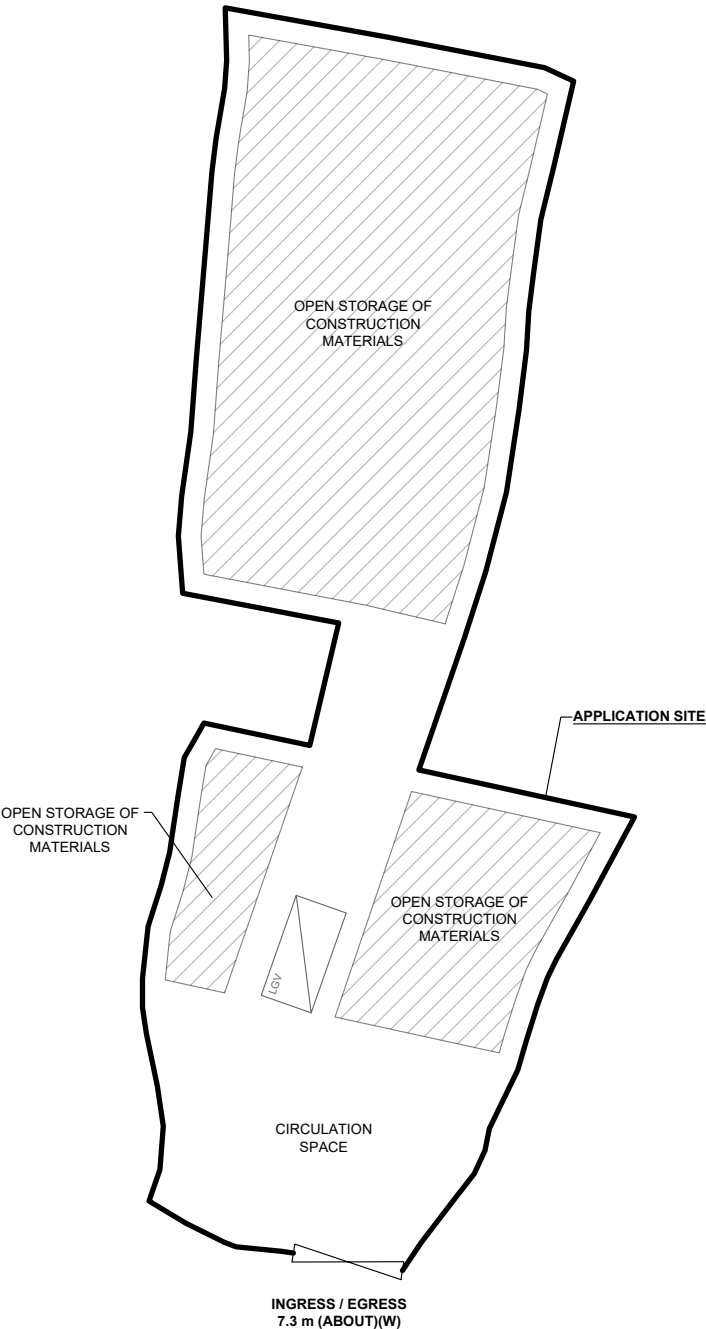 OPEN STORAGE OF
CONSTRUCTION
MATERIALS
APPLICATION SITE
OPEN STORAGE OF
CONSTRUCTION
MATERIALS
OPEN STORAGE OF
CONSTRUCTION
MATERIALS
LGV
CIRCULATION
SPACE
INGRESS / EGRESS
7.3 m (ABOUT)(W)